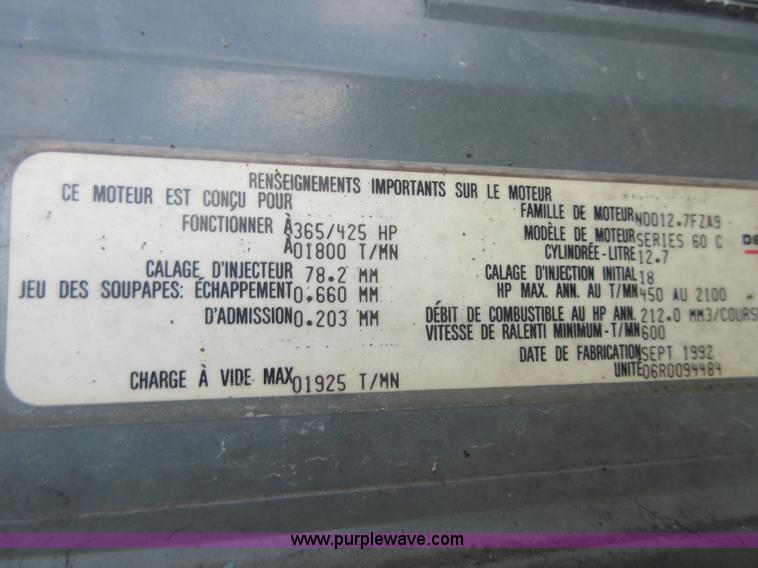 RENSEIGNEMENTS IMPORTANTS SUR LE MOTEUR
CE MOTEUR EST CONÇU POUR
FONCTIONNER À 365/425 HP
À 01800 T/MN
CALAGE D'INJECTEUR 78.2 MM
JEU DES SOUPAPES: ÉCHAPPEMENT 0.660 MM
D'ADMISSION 0.203 MM
CHARGE À VIDE MAX 01925 T/MN
FAMILLE DE MOTEUR NDD12.7FZA9
MODÈLE DE MOTEUR SERIES 60 C
CYLINDRÉE-LITRE 12.7
CALAGE D'INJECTION INITIAL 18
HP MAX. ANN. AU T/MN 450 AU 2100
DÉBIT DE COMBUSTIBLE AU HP ANN. 212.0 MM3/COURS
VITESSE DE RALENTI MINIMUM-T/MN 600
DATE DE FABRICATION SEPT 1992
UNITÉ 06R0094484
DE
www.purplewave.com